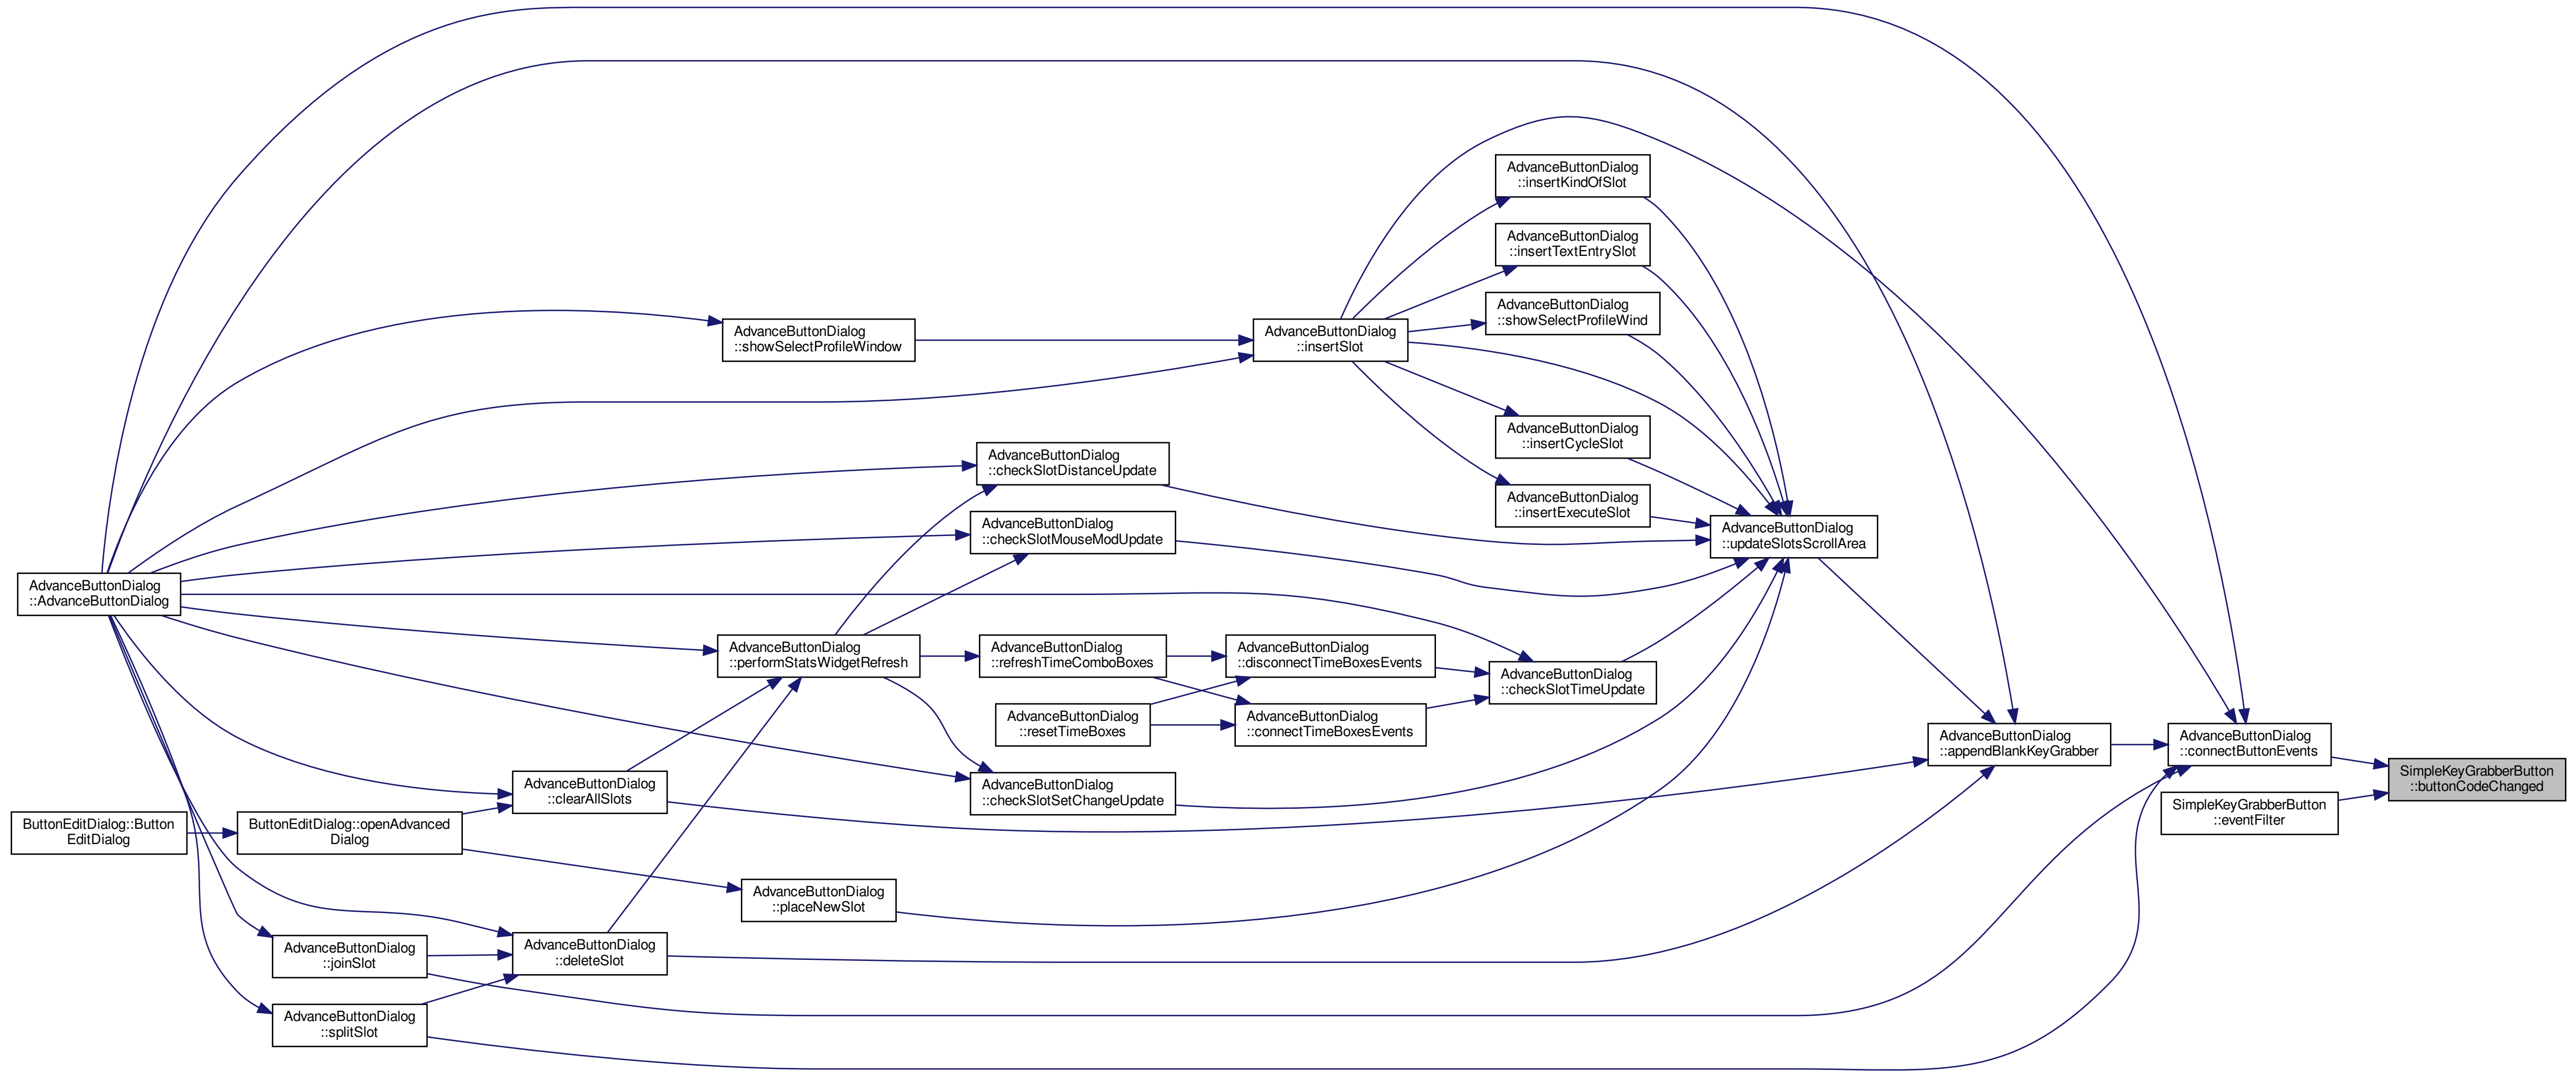 AdvanceButtonDialog
::insertKindOfSlot
AdvanceButtonDialog
::insertTextEntrySlot
AdvanceButtonDialog
::showSelectProfileWind
AdvanceButtonDialog
::showSelectProfileWindow
AdvanceButtonDialog
::insertSlot
AdvanceButtonDialog
::insertCycleSlot
AdvanceButtonDialog
::checkSlotDistanceUpdate
AdvanceButtonDialog
::insertExecuteSlot
AdvanceButtonDialog
::checkSlotMouseModUpdate
AdvanceButtonDialog
::updateSlotsScrollArea
AdvanceButtonDialog
::AdvanceButtonDialog
AdvanceButtonDialog
::performStatsWidgetRefresh
AdvanceButtonDialog
::refreshTimeComboBoxes
AdvanceButtonDialog
::disconnectTimeBoxesEvents
AdvanceButtonDialog
::checkSlotTimeUpdate
AdvanceButtonDialog
::resetTimeBoxes
AdvanceButtonDialog
::connectTimeBoxesEvents
AdvanceButtonDialog
::appendBlankKeyGrabber
AdvanceButtonDialog
::connectButtonEvents
SimpleKeyGrabberButton
::buttonCodeChanged
AdvanceButtonDialog
::clearAllSlots
AdvanceButtonDialog
::checkSlotSetChangeUpdate
SimpleKeyGrabberButton
::eventFilter
ButtonEditDialog::Button
EditDialog
ButtonEditDialog::openAdvanced
Dialog
AdvanceButtonDialog
::placeNewSlot
AdvanceButtonDialog
::joinSlot
AdvanceButtonDialog
::deleteSlot
AdvanceButtonDialog
::splitSlot